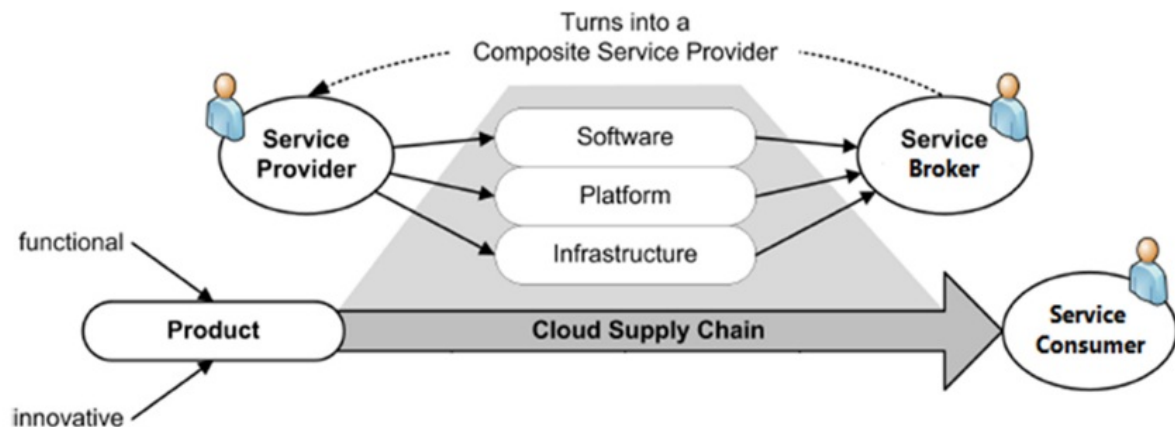 Turns into a
Composite Service Provider
Service
Provider
Software
Platform
Infrastructure
Service
Broker
functional
Product
innovative
Cloud Supply Chain
Service
Consumer